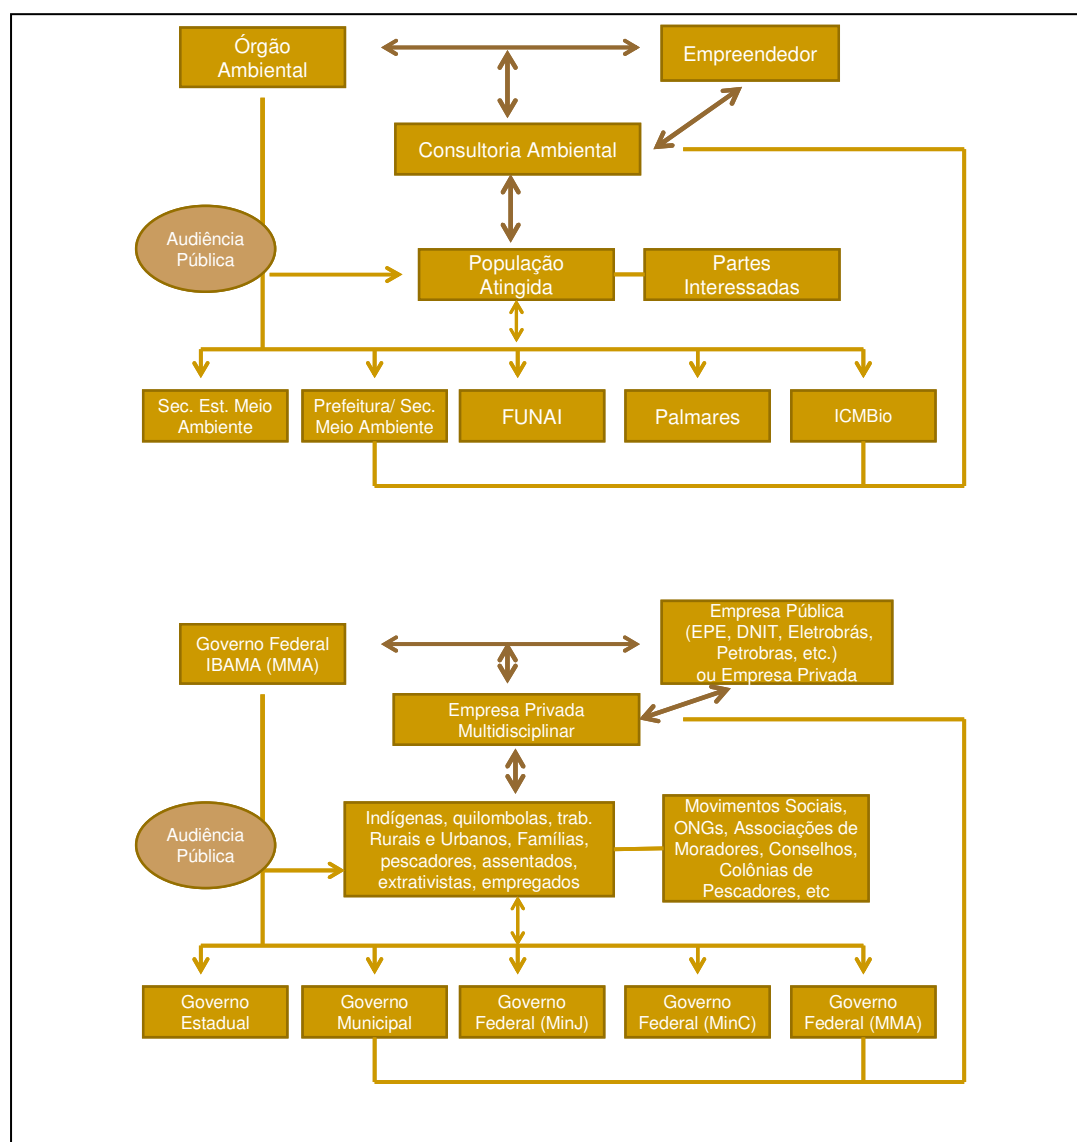 Órgão
Ambiental
Empreendedor
Consultoria Ambiental
Audiência
Pública
População
Atingida
Partes
Interessadas
Sec. Est. Meio
Ambiente
Prefeitura/ Sec.
Meio Ambiente
FUNAI
Palmares
ICMBio
Governo Federal
IBAMA (MMA)
Empresa Pública
(EPE, DNIT, Eletrobrás,
Petrobras, etc.)
ou Empresa Privada
Empresa Privada
Multidisciplinar
Audiência
Pública
Indígenas, quilombolas, trab.
Rurais e Urbanos, Famílias,
pescadores, assentados,
extrativistas, empregados
Movimentos Sociais,
ONGs, Associações de
Moradores, Conselhos,
Colônias de
Pescadores, etc
Governo
Estadual
Governo
Municipal
Governo
Federal (MinJ)
Governo
Federal (MinC)
Governo
Federal (MMA)